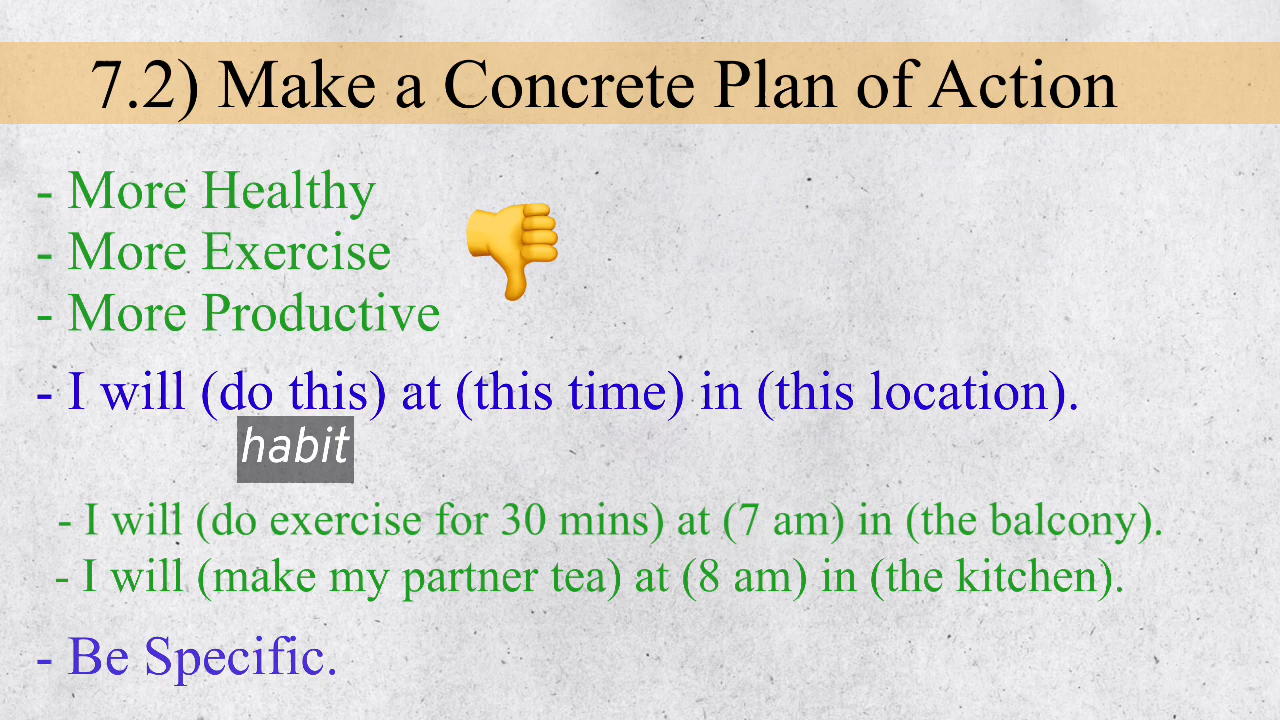 7.2) Make a Concrete Plan of Action
- More Healthy
- More Exercise
- More Productive
- I will (do this) at (this time) in (this location).
habit
- I will (do exercise for 30 mins) at (7 am) in (the balcony).
- I will (make my partner tea) at (8 am) in (the kitchen).
- Be Specific.